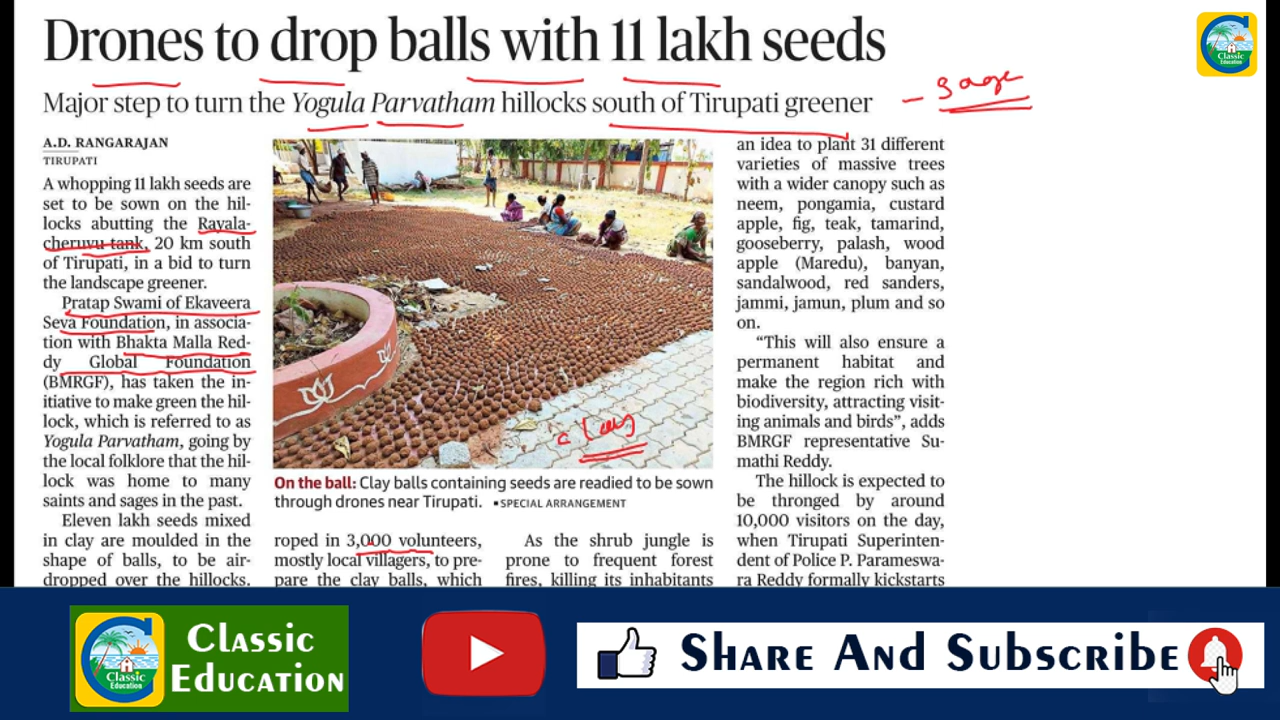 Drones to drop balls with 11 lakh seeds
Major step to turn the Yogula Parvatham hillocks south of Tirupati greener
- Sage
Classic
Education
A.D. RANGARAJAN
TIRUPATI
A whopping 11 lakh seeds are
set to be sown on the hil-
locks abutting the Rayala-
cheruvu tank, 20 km south
of Tirupati, in a bid to turn
the landscape greener.
Pratap Swami of Ekaveera
Seva Foundation, in associa-
tion with Bhakta Malla Red-
dy Global Foundation
(BMRGF), has taken the in-
itiative to make green the hil-
lock, which is referred to as
Yogula Parvatham, going by
the local folklore that the hil-
lock was home to many
saints and sages in the past.
Eleven lakh seeds mixed
in clay are moulded in the
shape of balls, to be air-
dropped over the hillocks.
clay
On the ball: Clay balls containing seeds are readied to be sown
through drones near Tirupati. ▪SPECIAL ARRANGEMENT
roped in 3,000 volunteers,
mostly local villagers, to pre-
pare the clay balls, which
As the shrub jungle is
prone to frequent forest
fires, killing its inhabitants
an idea to plant 31 different
varieties of massive trees
with a wider canopy such as
neem, pongamia, custard
apple, fig, teak, tamarind,
gooseberry, palash, wood
apple (Maredu), banyan,
sandalwood, red sanders,
jammi, jamun, plum and so
on.
“This will also ensure a
permanent habitat and
make the region rich with
biodiversity, attracting visit-
ing animals and birds”, adds
BMRGF representative Su-
mathi Reddy.
The hillock is expected to
be thronged by around
10,000 visitors on the day,
when Tirupati Superinten-
dent of Police P. Parameswa-
ra Reddy formally kickstarts
Classic
Education
Classic
Education
Share And Subscribe